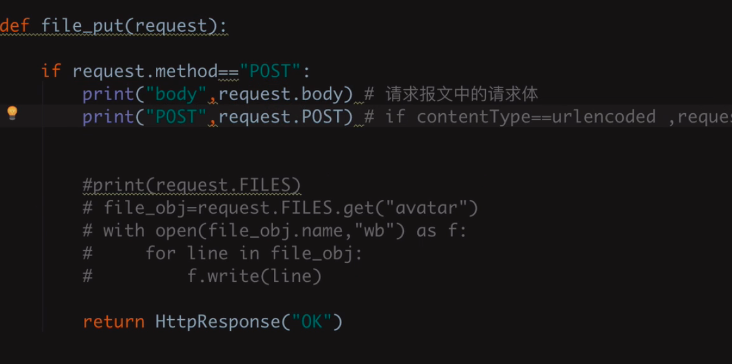 def file_put(request):
if request.method=="POST":
print("body",request.body) # 请求报文中的请求体
print("POST",request.POST) # if contentType==urlencoded ,reques
#print(request.FILES)
# file_obj=request.FILES.get("avatar")
# with open(file_obj.name,"wb") as f:
#     for line in file_obj:
#         f.write(line)
return HttpResponse("OK")